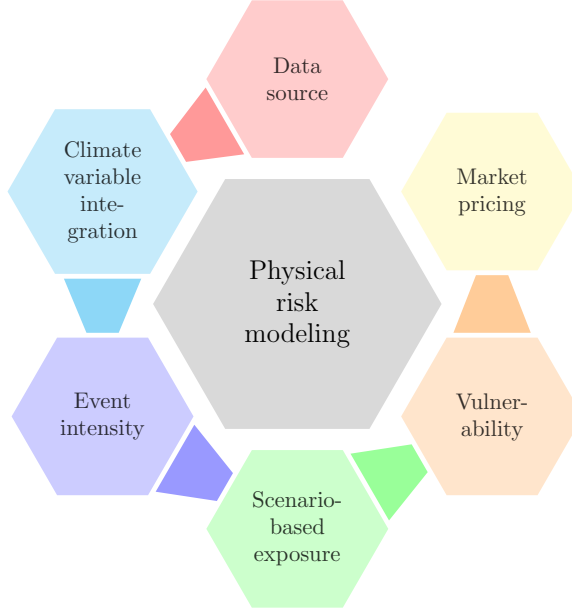 Data
source
Climate
variable
inte-
gration
Market
pricing
Physical
risk
modeling
Event
intensity
Vulner-
ability
Scenario-
based
exposure